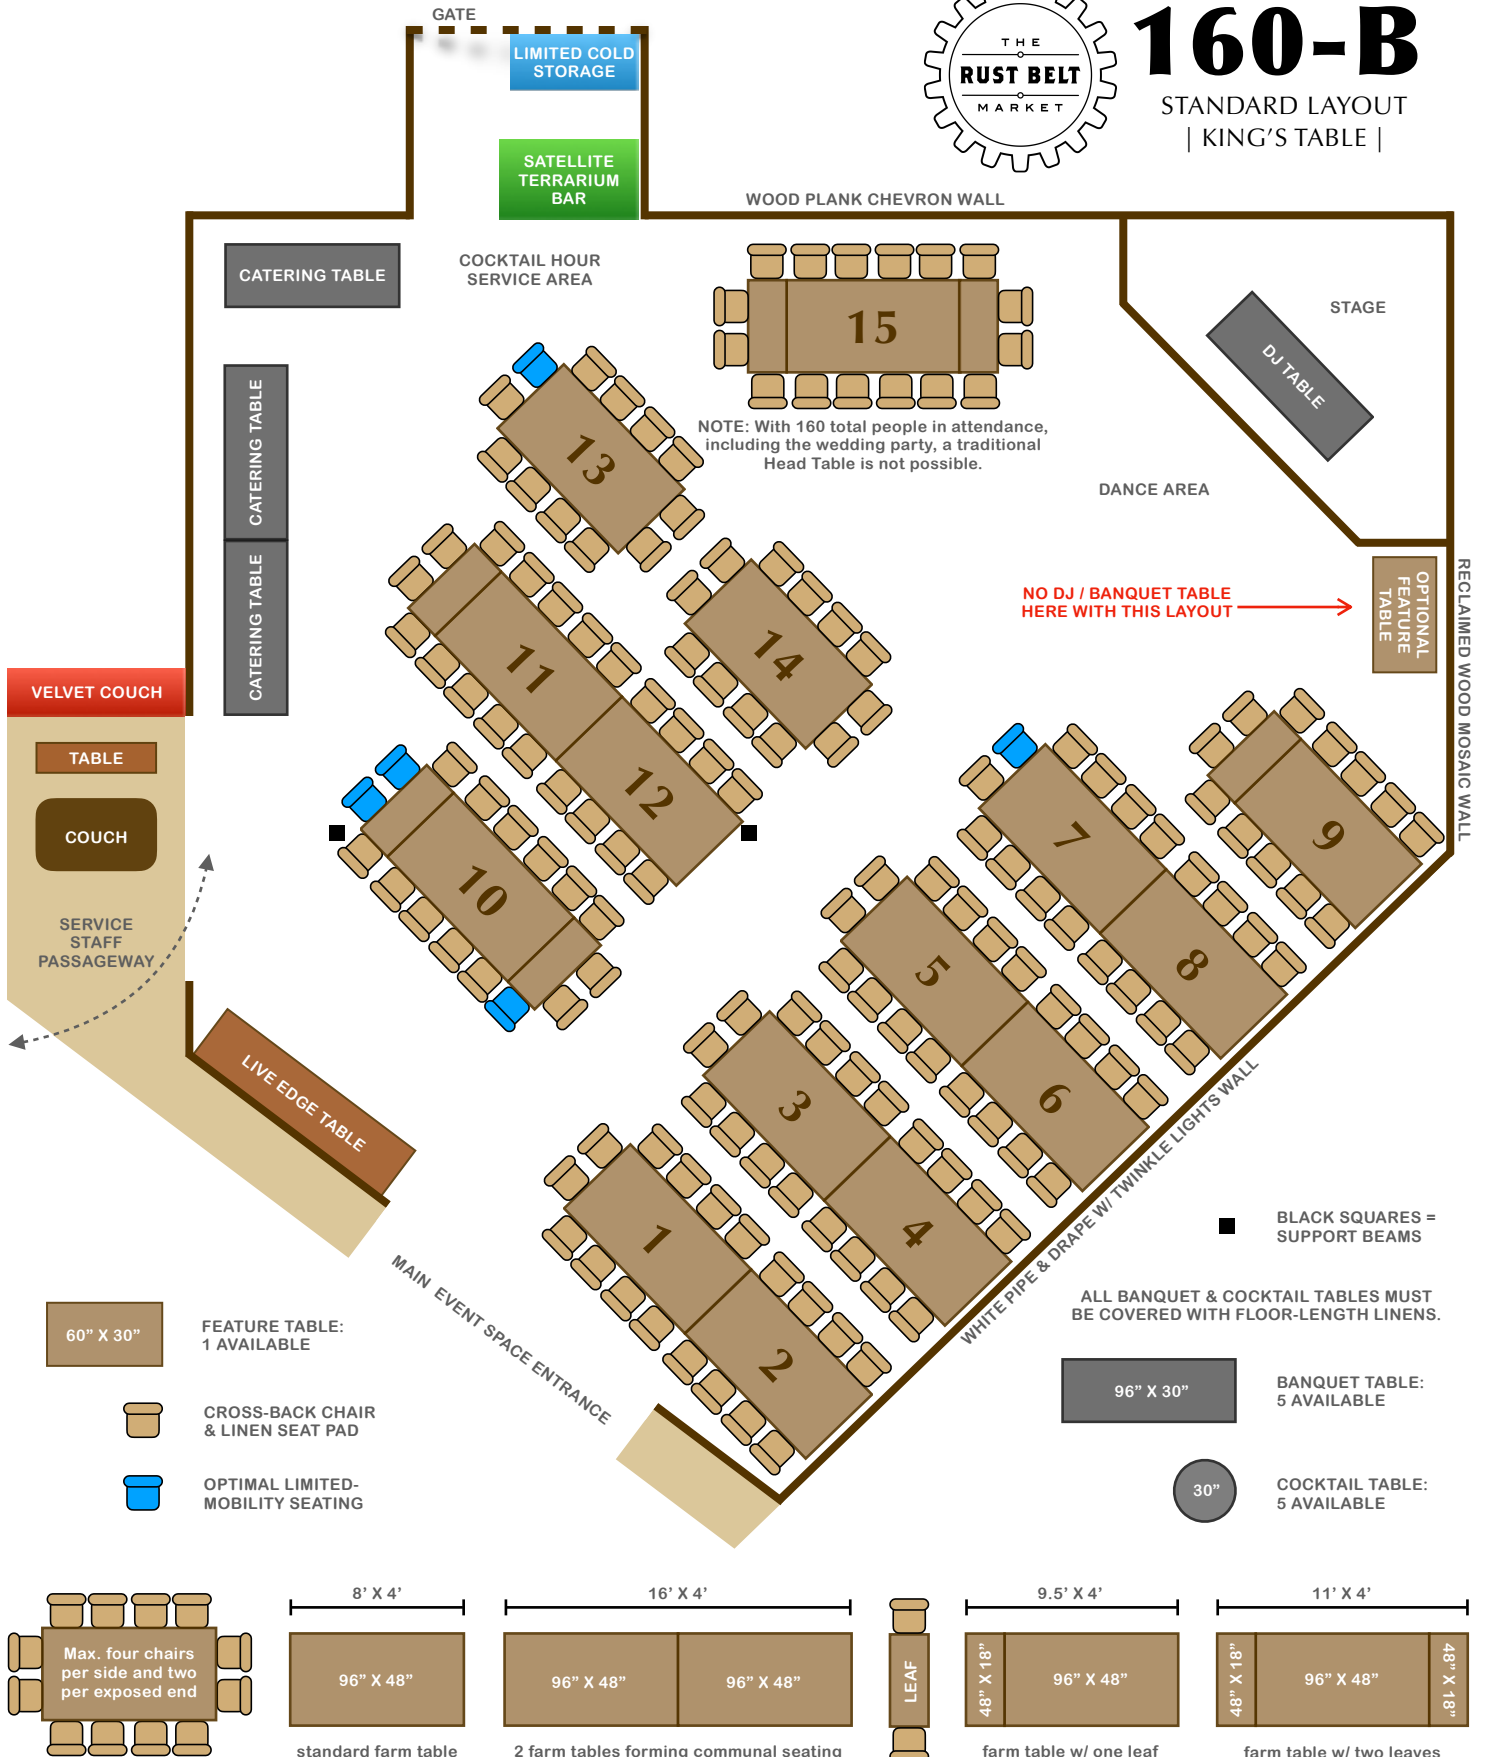 GATE
LIMITED COLD
STORAGE
THE
RUST BELT
MARKET
160-B
STANDARD LAYOUT
| KING'S TABLE |
SATELLITE
TERRARIUM
BAR
WOOD PLANK CHEVRON WALL
CATERING TABLE
COCKTAIL HOUR
SERVICE AREA
15
STAGE
DJ TABLE
CATERING TABLE
CATERING TABLE
NOTE: With 160 total people in attendance,
including the wedding party, a traditional
Head Table is not possible.
13
DANCE AREA
NO DJ / BANQUET TABLE
HERE WITH THIS LAYOUT
OPTIONAL
FEATURE
TABLE
RECLAIMED WOOD MOSAIC WALL
11
14
12
VELVET COUCH
TABLE
COUCH
SERVICE
STAFF
PASSAGEWAY
10
7
9
8
5
6
3
4
1
2
LIVE EDGE TABLE
MAIN EVENT SPACE ENTRANCE
WHITE PIPE & DRAPE W/ TWINKLE LIGHTS WALL
BLACK SQUARES =
SUPPORT BEAMS
ALL BANQUET & COCKTAIL TABLES MUST
BE COVERED WITH FLOOR-LENGTH LINENS.
60” X 30”
FEATURE TABLE:
1 AVAILABLE
CROSS-BACK CHAIR
& LINEN SEAT PAD
OPTIMAL LIMITED-
MOBILITY SEATING
96” X 30”
BANQUET TABLE:
5 AVAILABLE
30”
COCKTAIL TABLE:
5 AVAILABLE
Max. four chairs
per side and two
per exposed end
8’ X 4’
96” X 48”
standard farm table
16’ X 4’
96” X 48”
96” X 48”
2 farm tables forming communal seating
LEAF
9.5’ X 4’
48” X 18”
96” X 48”
farm table w/ one leaf
11’ X 4’
48” X 18”
96” X 48”
48” X 18”
farm table w/ two leaves